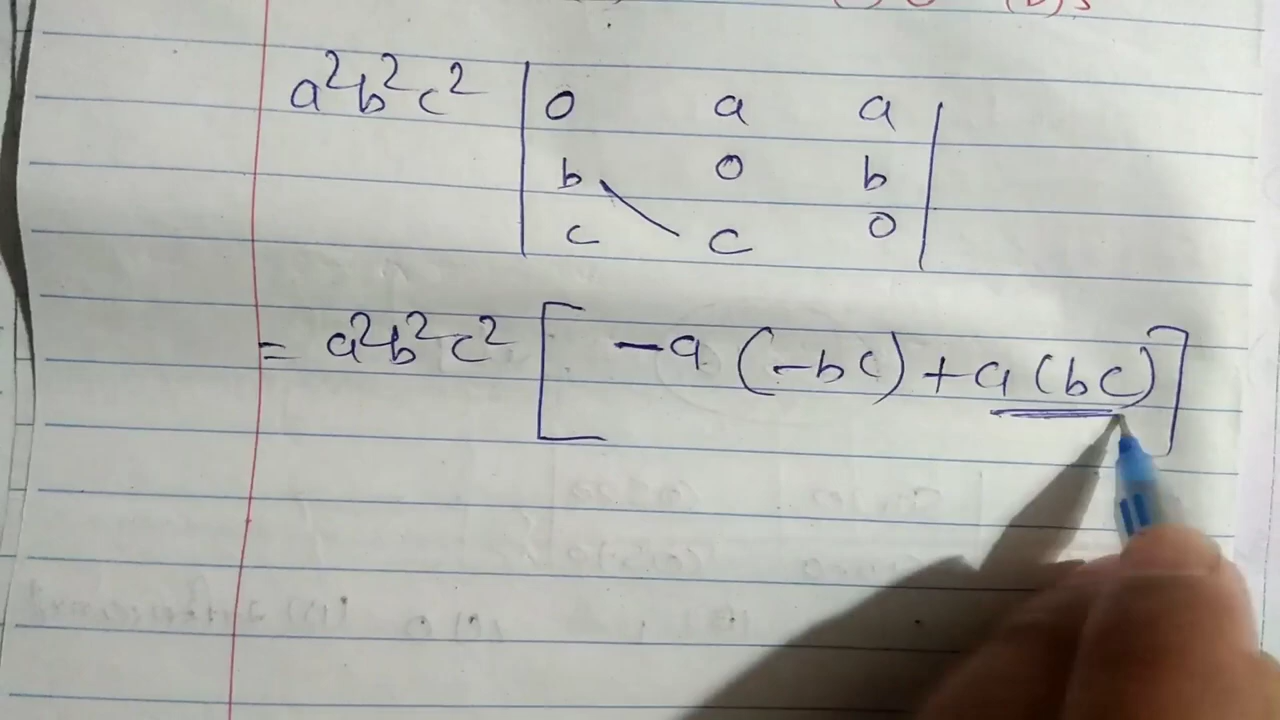 a²b²c² | 0 a a |
| b 0 b |
| c c 0 |
= a²b²c² [ -a (-bc) + a (bc) ]